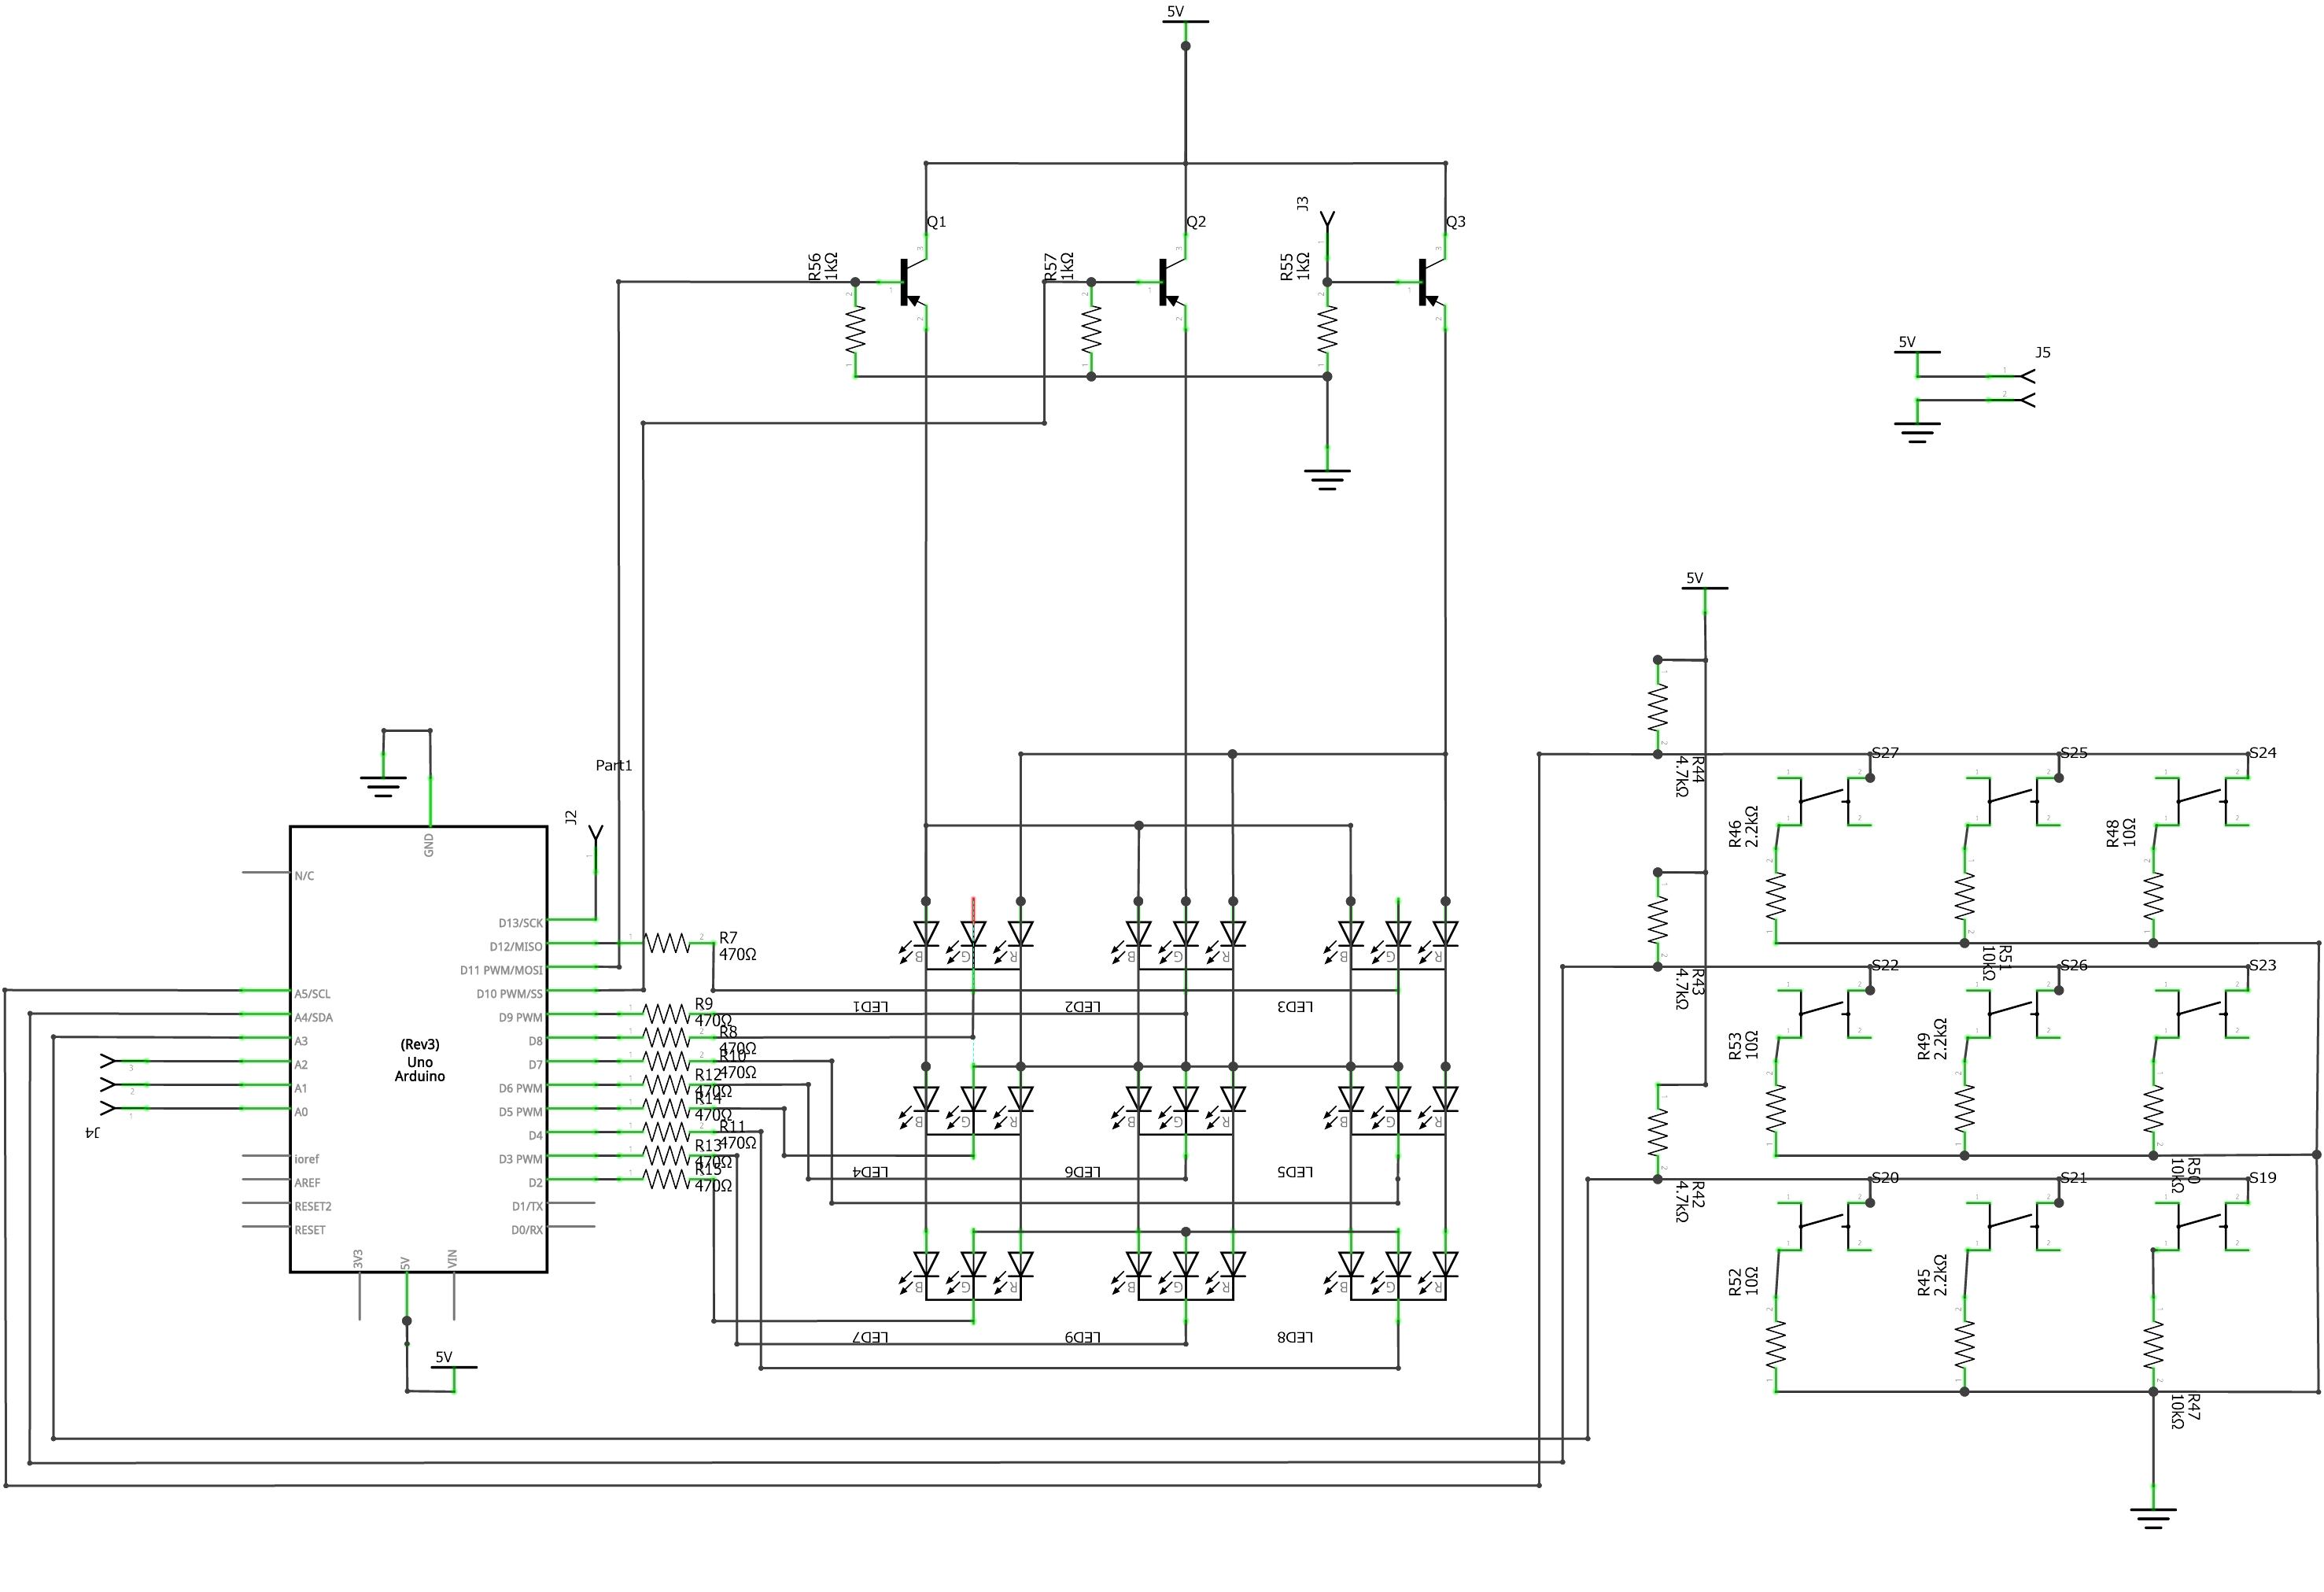 5V
Q1
Q2
J3
Q3
R56
1kΩ
R57
1kΩ
R55
1kΩ
5V
J5
5V
S27
S25
S24
R44
4.7kΩ
R46
2.2kΩ
R48
10Ω
Part1
J2
GND
N/C
D13/SCK
D12/MISO
D11 PWM/MOSI
D10 PWM/SS
D9 PWM
D8
D7
D6 PWM
D5 PWM
D4
D3 PWM
D2
D1/TX
D0/RX
A5/SCL
A4/SDA
A3
A2
A1
A0
ioref
AREF
RESET2
RESET
3V3
5V
VIN
(Rev3)
Uno
Arduino
J4
5V
R7
470Ω
R9
470Ω
R8
470Ω
R10
R12
470Ω
R14
470Ω
R11
470Ω
R13
470Ω
R15
470Ω
B
G
R
B
G
R
B
G
R
LED1
LED2
LED3
B
G
R
B
G
R
B
G
R
LED4
LED6
LED5
B
G
R
B
G
R
B
G
R
LED7
LED9
LED8
S22
R51
10kΩ
S26
S23
R43
4.7kΩ
R53
10Ω
R49
2.2kΩ
S20
S21
R50
10kΩ
S19
R42
4.7kΩ
R52
10Ω
R45
2.2kΩ
R47
10kΩ